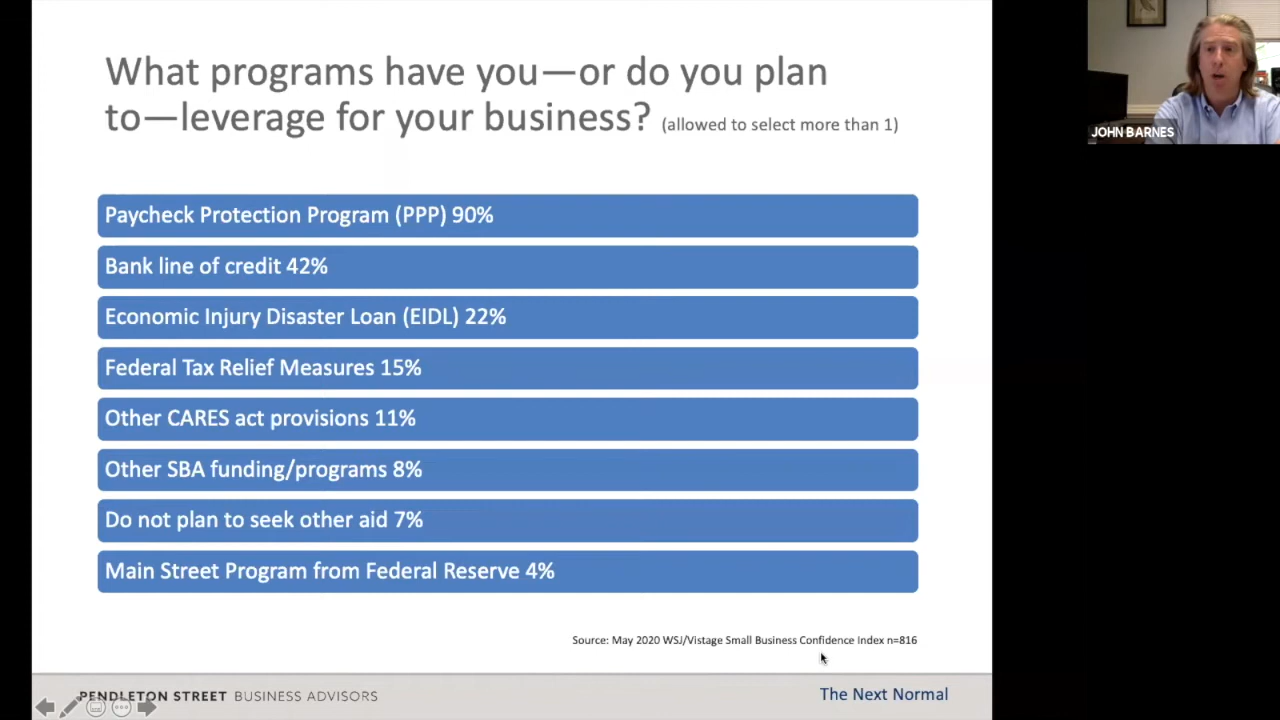 What programs have you—or do you plan
to—leverage for your business? (allowed to select more than 1)
JOHN BARNES
Paycheck Protection Program (PPP) 90%
Bank line of credit 42%
Economic Injury Disaster Loan (EIDL) 22%
Federal Tax Relief Measures 15%
Other CARES act provisions 11%
Other SBA funding/programs 8%
Do not plan to seek other aid 7%
Main Street Program from Federal Reserve 4%
Source: May 2020 WSJ/Vistage Small Business Confidence Index n=816
PENDLETON STREET BUSINESS ADVISORS
The Next Normal